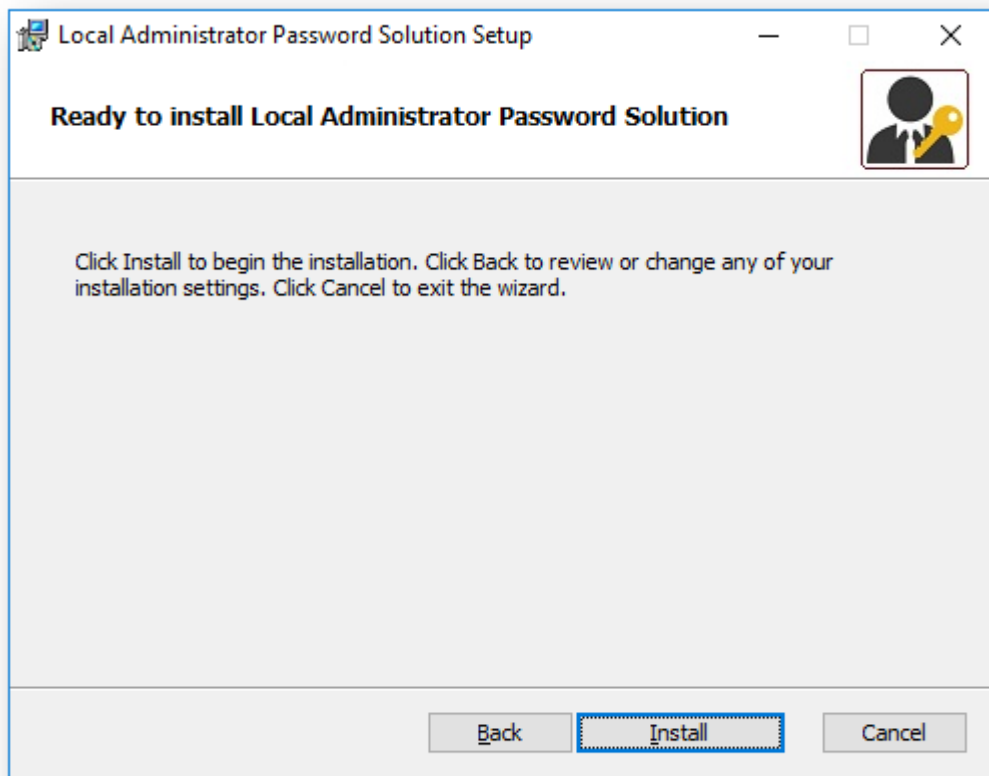 Local Administrator Password Solution Setup
Ready to install Local Administrator Password Solution
Click Install to begin the installation. Click Back to review or change any of your
installation settings. Click Cancel to exit the wizard.
Back Install Cancel